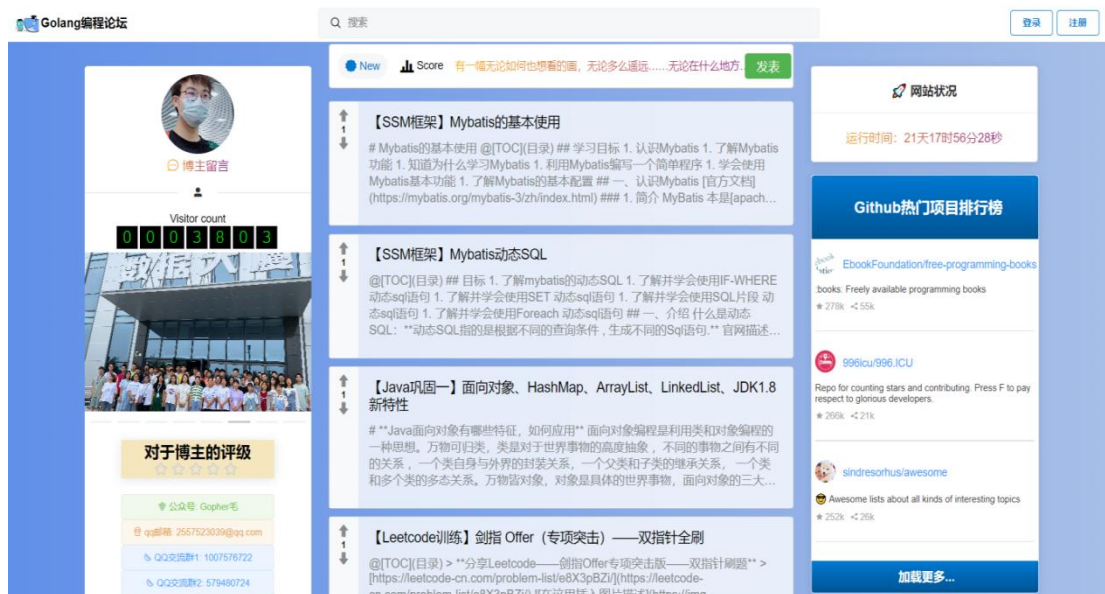 Golang编程论坛
搜索
登录
注册
博主留言
Visitor count
0003803
数据大厦
对于博主的评级
公众号: Gopher毛
qq邮箱: 2557523039@qq.com
QQ交流群1: 1007576722
QQ交流群2: 579480724
New
Score
有一幅无论如何也想看的画，无论多么遥远……无论在什么地方..
发表
1
【SSM框架】Mybatis的基本使用
# Mybatis的基本使用 @[TOC](目录) ## 学习目标 1. 认识Mybatis 1. 了解Mybatis
功能 1. 知道为什么学习Mybatis 1. 利用Mybatis编写一个简单程序 1. 学会使用
Mybatis基本功能 1. 了解Mybatis的基本配置 ## 一、认识Mybatis [官方文档]
(https://mybatis.org/mybatis-3/zh/index.html) ### 1. 简介 MyBatis 本是[apach…
1
【SSM框架】Mybatis动态SQL
@[TOC](目录) ## 目标 1. 了解mybatis的动态SQL 1. 了解并学会使用IF-WHERE
动态sql语句 1. 了解并学会使用SET 动态sql语句 1. 了解并学会使用SQL片段 动
态sql语句 1. 了解并学会使用Foreach 动态sql语句 ## 一、介绍 什么是动态
SQL： **动态SQL指的是根据不同的查询条件 , 生成不同的Sql语句.** 官网描述…
1
【Java巩固一】面向对象、HashMap、ArrayList、LinkedList、JDK1.8
新特性
# **Java面向对象有哪些特征，如何应用** 面向对象编程是利用类和对象编程的
一种思想。万物可归类，类是对于世界事物的高度抽象 ，不同的事物之间有不同
的关系 ，一个类自身与外界的封装关系，一个父类和子类的继承关系， 一个类
和多个类的多态关系。万物皆对象，对象是具体的世界事物，面向对象的三大…
1
【Leetcode训练】剑指 Offer（专项突击）——双指针全刷
@[TOC](目录) > **分享Leetcode——剑指Offer专项突击版——双指针刷题** >
[https://leetcode-cn.com/problem-list/e8X3pBZi/](https://leetcode-
网站状况
运行时间：21天17时56分28秒
Github热门项目排行榜
EbookFoundation/free-programming-books
:books: Freely available programming books
278k 55k
996icu/996.ICU
Repo for counting stars and contributing. Press F to pay
respect to glorious developers.
266k 21k
sindresorhus/awesome
Awesome lists about all kinds of interesting topics
252k 26k
加载更多...